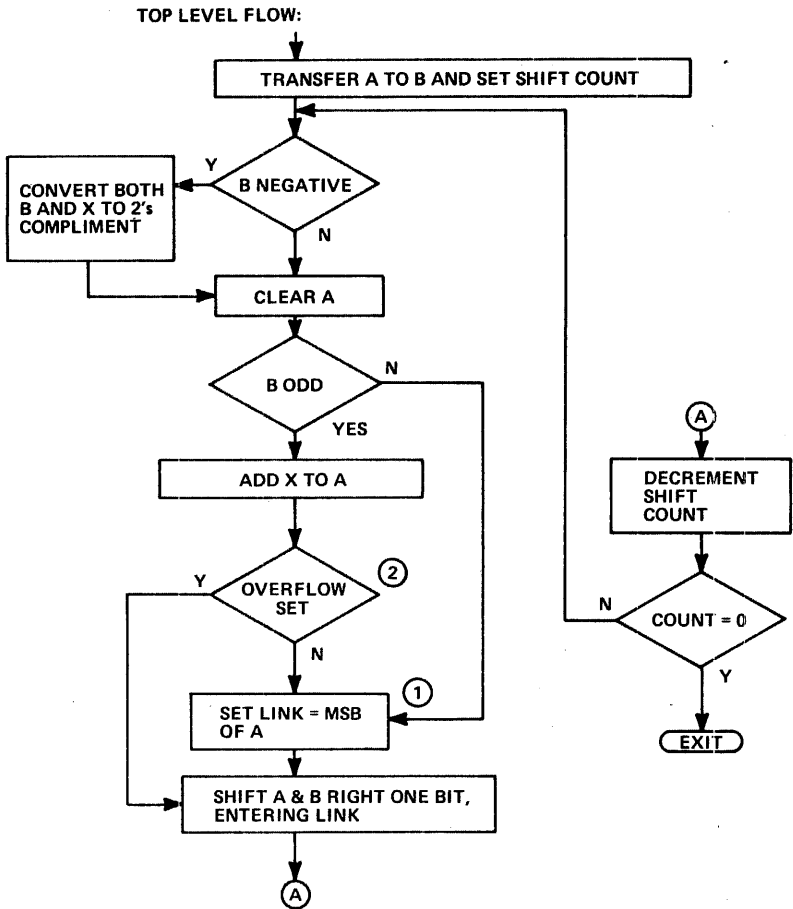 TOP LEVEL FLOW:
TRANSFER A TO B AND SET SHIFT COUNT
B NEGATIVE
Y
N
CONVERT BOTH
B AND X TO 2's
COMPLIMENT
CLEAR A
B ODD
N
YES
ADD X TO A
OVERFLOW
SET
2
Y
N
1
SET LINK = MSB
OF A
SHIFT A & B RIGHT ONE BIT,
ENTERING LINK
A
A
DECREMENT
SHIFT
COUNT
COUNT = 0
N
Y
EXIT